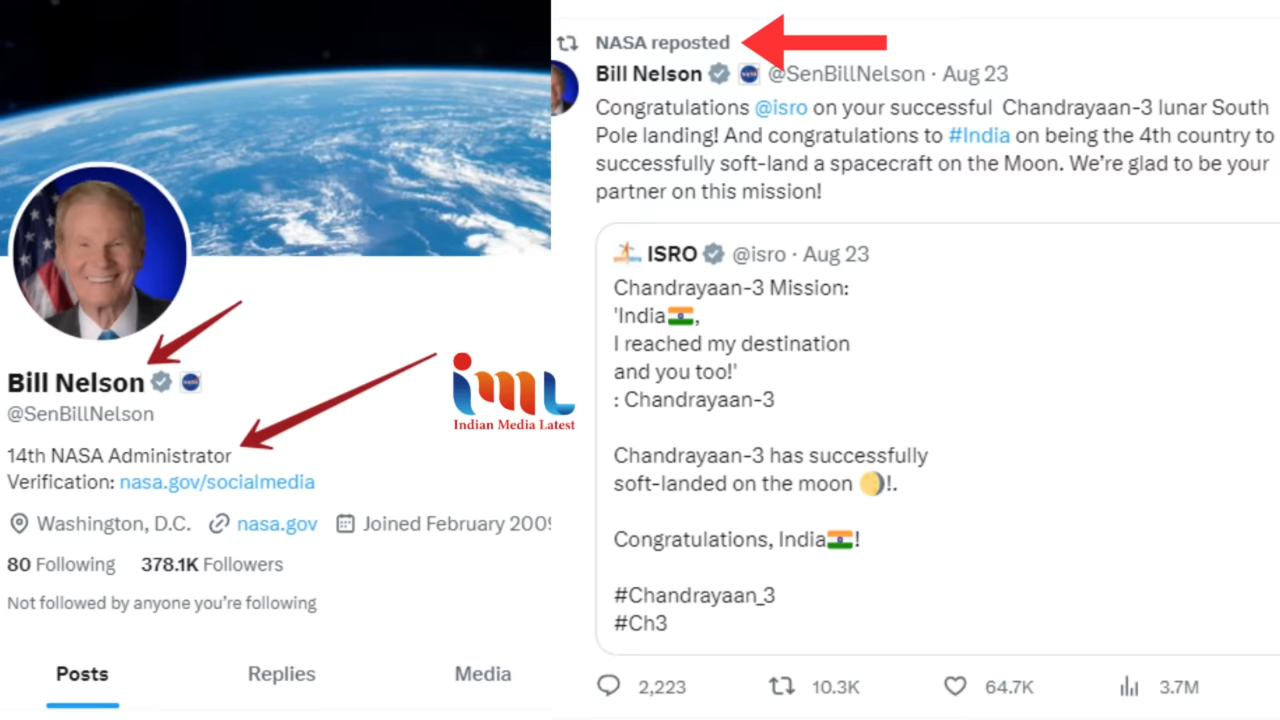 Bill Nelson
@SenBillNelson
14th NASA Administrator
Verification: nasa.gov/socialmedia
Washington, D.C. nasa.gov Joined February 2009
80 Following 378.1K Followers
Not followed by anyone you're following
Posts Replies Media
iml
Indian Media Latest
NASA reposted
Bill Nelson @SenBillNelson · Aug 23
Congratulations @isro on your successful Chandrayaan-3 lunar South
Pole landing! And congratulations to #India on being the 4th country to
successfully soft-land a spacecraft on the Moon. We’re glad to be your
partner on this mission!
ISRO @isro · Aug 23
Chandrayaan-3 Mission:
'India🇮🇳,
I reached my destination
and you too!'
: Chandrayaan-3
Chandrayaan-3 has successfully
soft-landed on the moon 🌖!.
Congratulations, India🇮🇳!
#Chandrayaan_3
#Ch3
2,223 10.3K 64.7K 3.7M